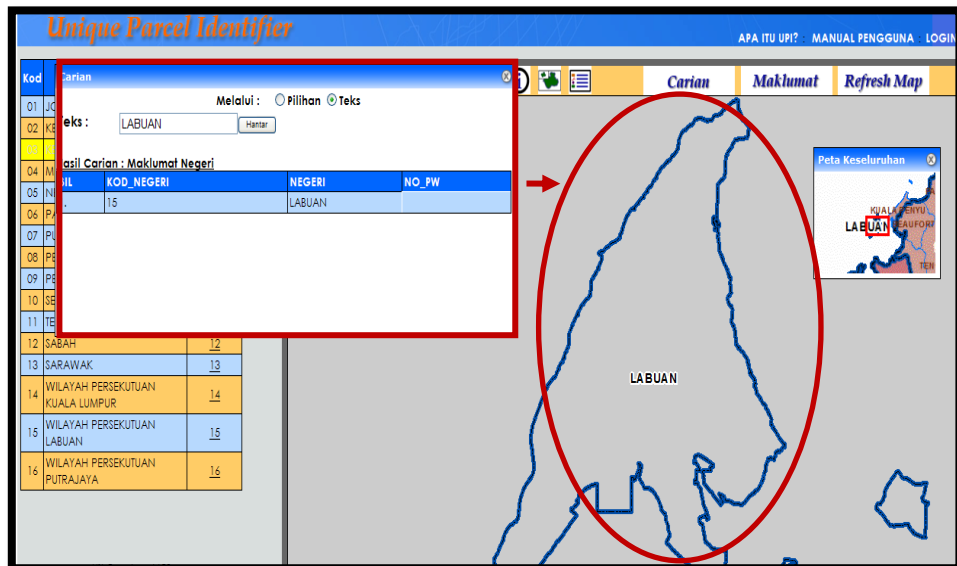 Unique Parcel Identifier
APA ITU UPI? : MANUAL PENGGUNA : LOGIN
Carian Maklumat Refresh Map
Kod
Carian
Melalui : Pilihan Teks
eks : LABUAN Hantar
asil Carian : Maklumat Negeri
BIL KOD_NEGERI NEGERI NO_PW
15 LABUAN
01
02
04
05
06
07
08
09
10
11
12 SABAH 12
13 SARAWAK 13
14 WILAYAH PERSEKUTUAN
KUALA LUMPUR 14
15 WILAYAH PERSEKUTUAN
LABUAN 15
16 WILAYAH PERSEKUTUAN
PUTRAJAYA 16
LABUAN
Peta Keseluruhan
LABUAN